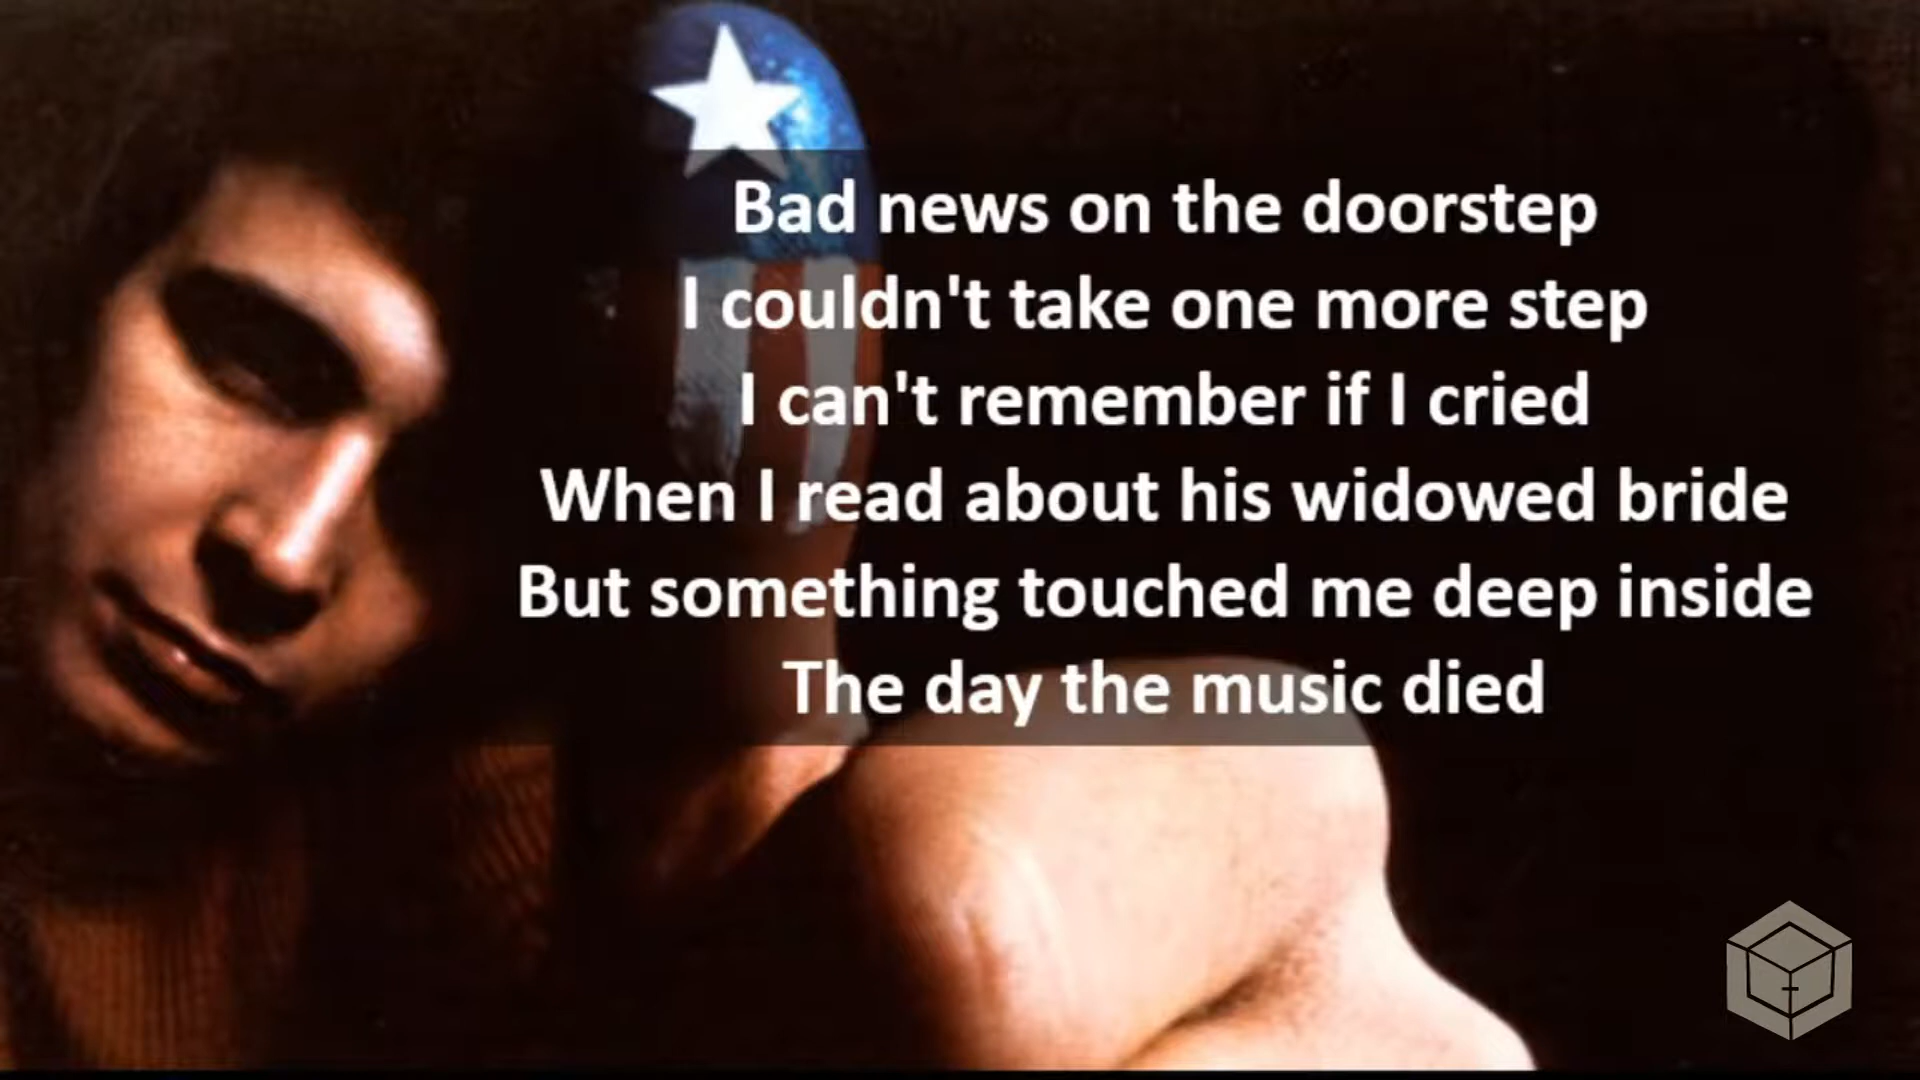 Bad news on the doorstep
I couldn't take one more step
I can't remember if I cried
When I read about his widowed bride
But something touched me deep inside
The day the music died